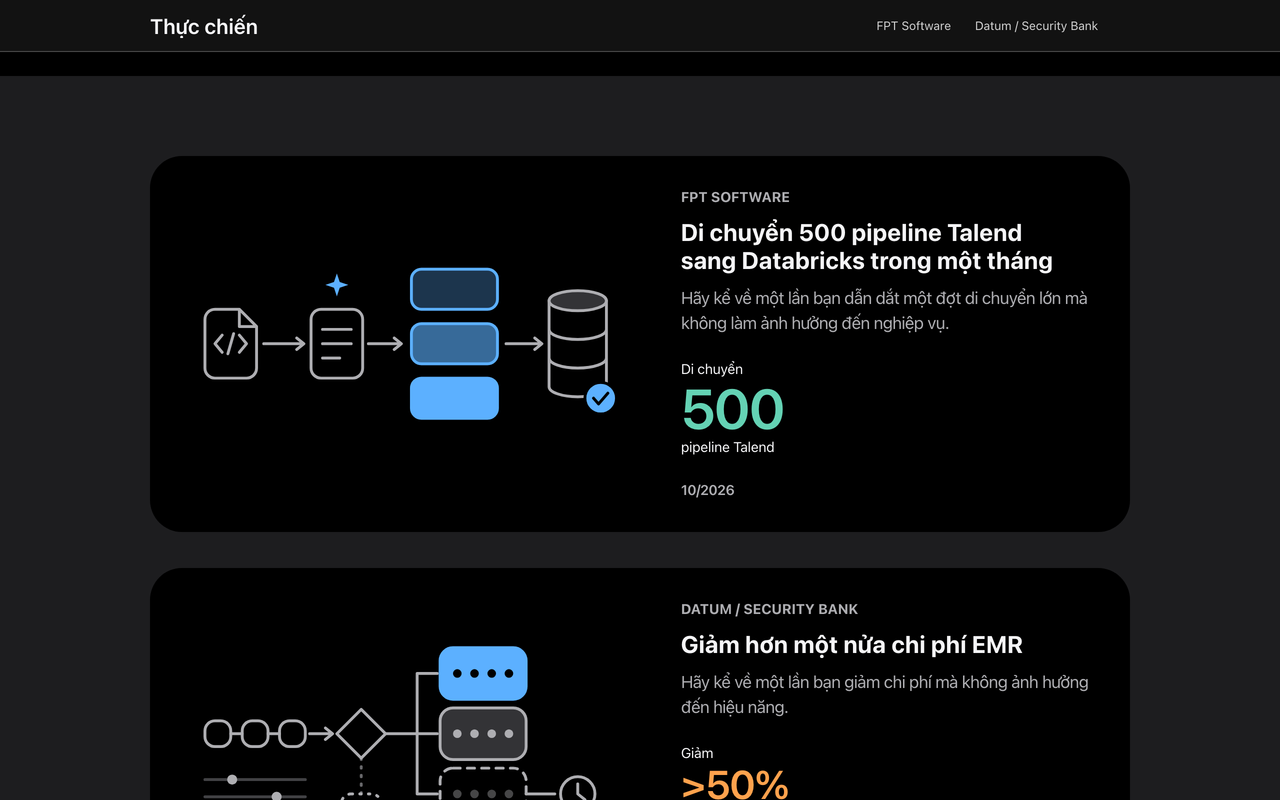 Thực chiến
FPT Software
Datum / Security Bank
FPT SOFTWARE
Di chuyển 500 pipeline Talend
sang Databricks trong một tháng
Hãy kể về một lần bạn dẫn dắt một đợt di chuyển lớn mà
không làm ảnh hưởng đến nghiệp vụ.
Di chuyển
500
pipeline Talend
10/2026
DATUM / SECURITY BANK
Giảm hơn một nửa chi phí EMR
Hãy kể về một lần bạn giảm chi phí mà không ảnh hưởng
đến hiệu năng.
Giảm
>50%